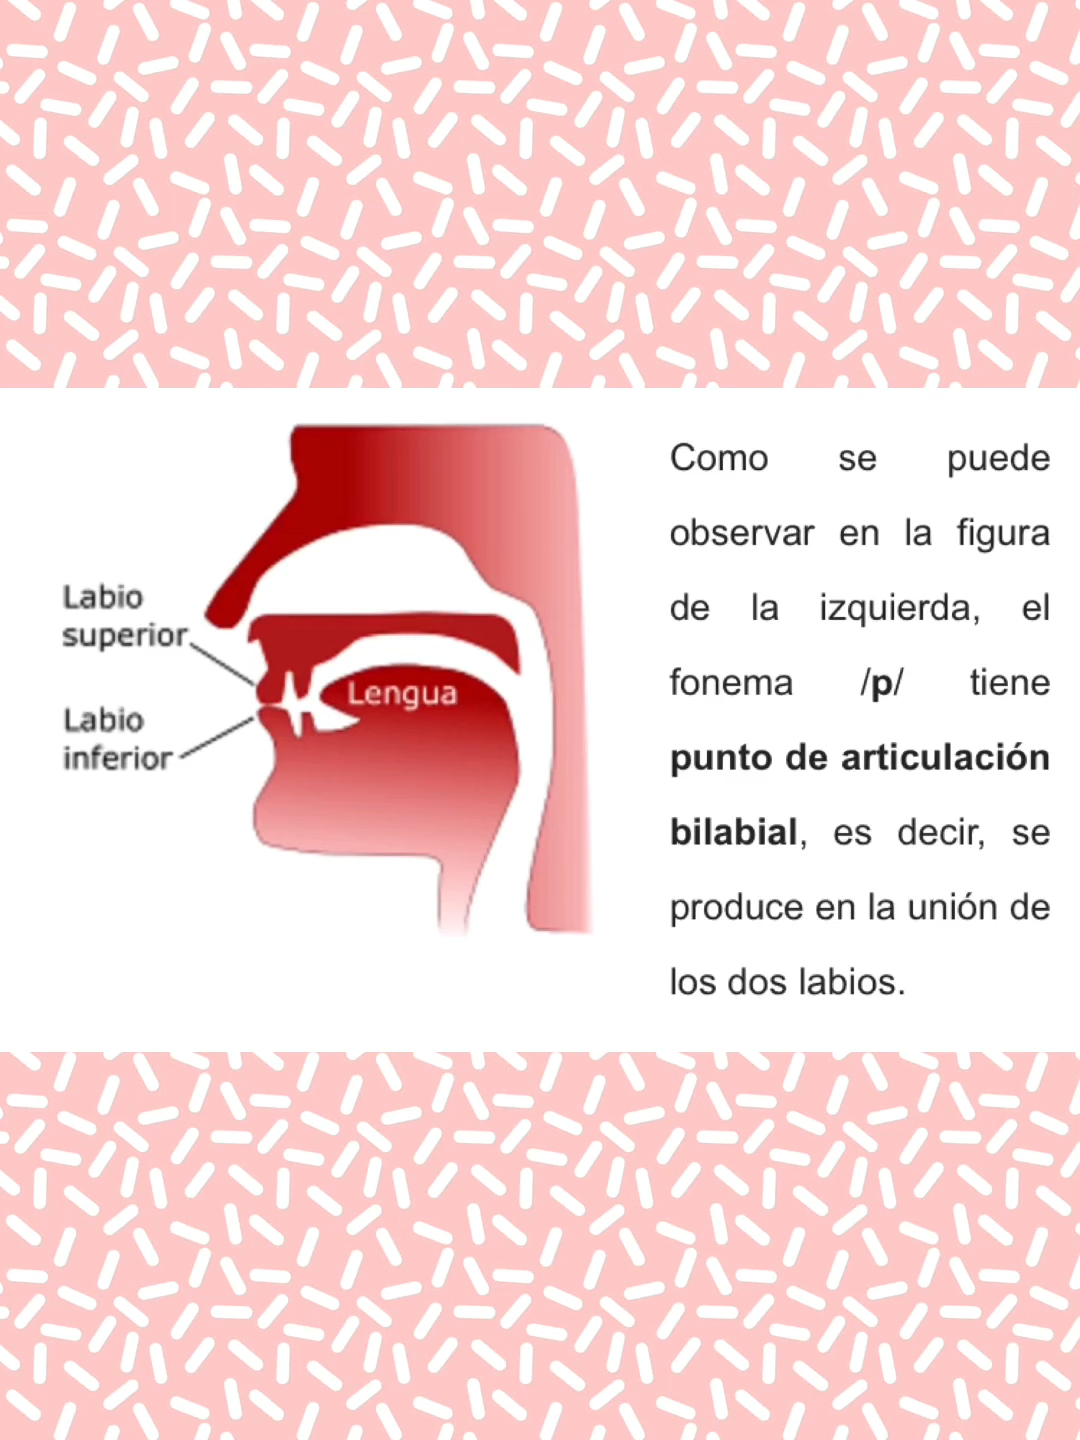 Labio
superior
Labio
inferior
Lengua
Como se puede
observar en la figura
de la izquierda, el
fonema /p/ tiene
punto de articulación
bilabial, es decir, se
produce en la unión de
los dos labios.